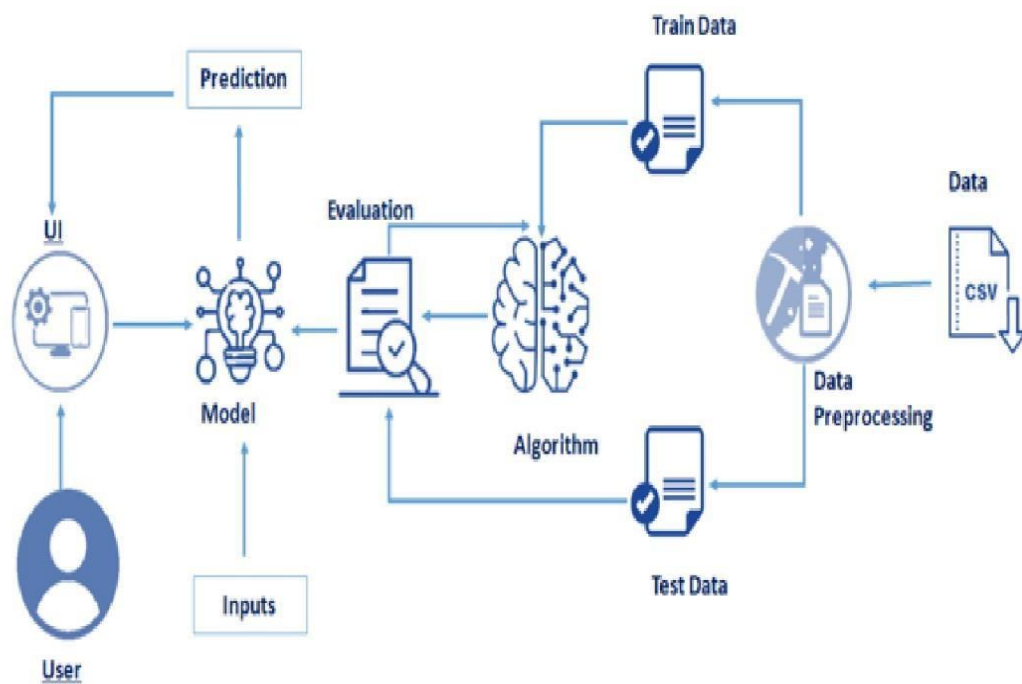 Train Data
Prediction
Data
Evaluation
UI
CSV
Model
Data
Preprocessing
Algorithm
Test Data
Inputs
User